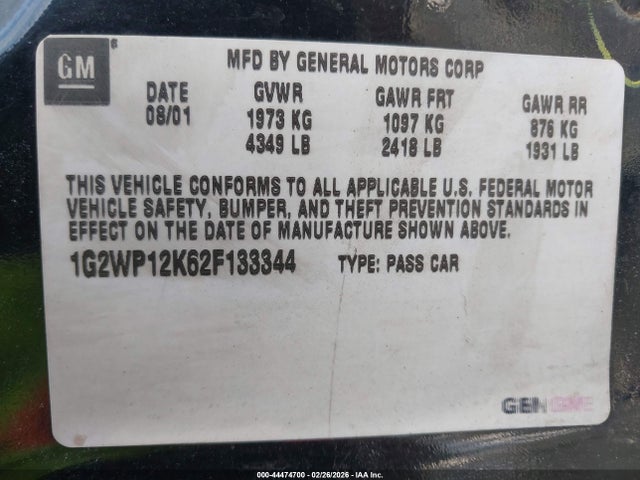 GM
MFD BY GENERAL MOTORS CORP
DATE GVWR GAWR FRT GAWR RR
08/01 1973 KG 1097 KG 876 KG
4349 LB 2418 LB 1931 LB
THIS VEHICLE CONFORMS TO ALL APPLICABLE U.S. FEDERAL MOTOR
VEHICLE SAFETY, BUMPER, AND THEFT PREVENTION STANDARDS IN
EFFECT ON THE DATE OF MANUFACTURE SHOWN ABOVE.
1G2WP12K62F133344 TYPE: PASS CAR
000-44474700 - 02/26/2026 - IAA Inc.